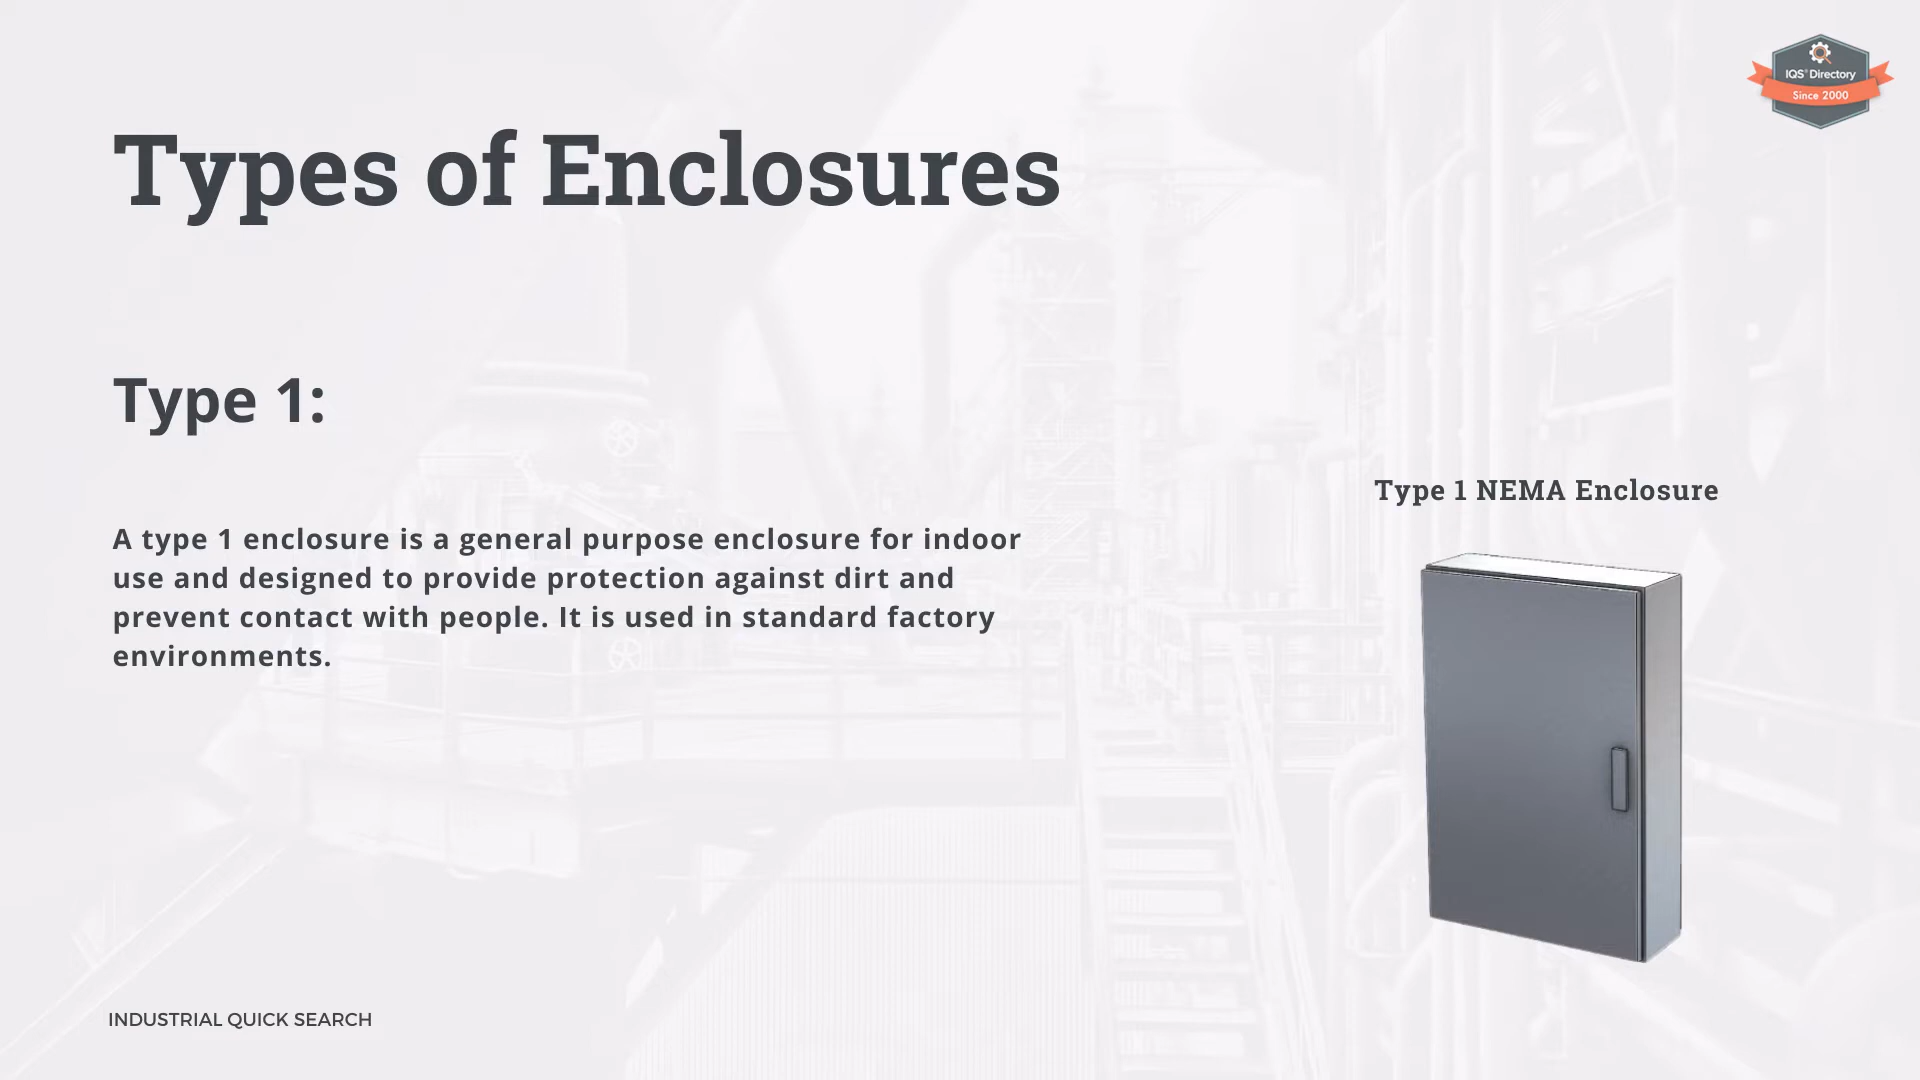 IQS® Directory
Since 2000
Types of Enclosures
Type 1:
A type 1 enclosure is a general purpose enclosure for indoor
use and designed to provide protection against dirt and
prevent contact with people. It is used in standard factory
environments.
Type 1 NEMA Enclosure
INDUSTRIAL QUICK SEARCH